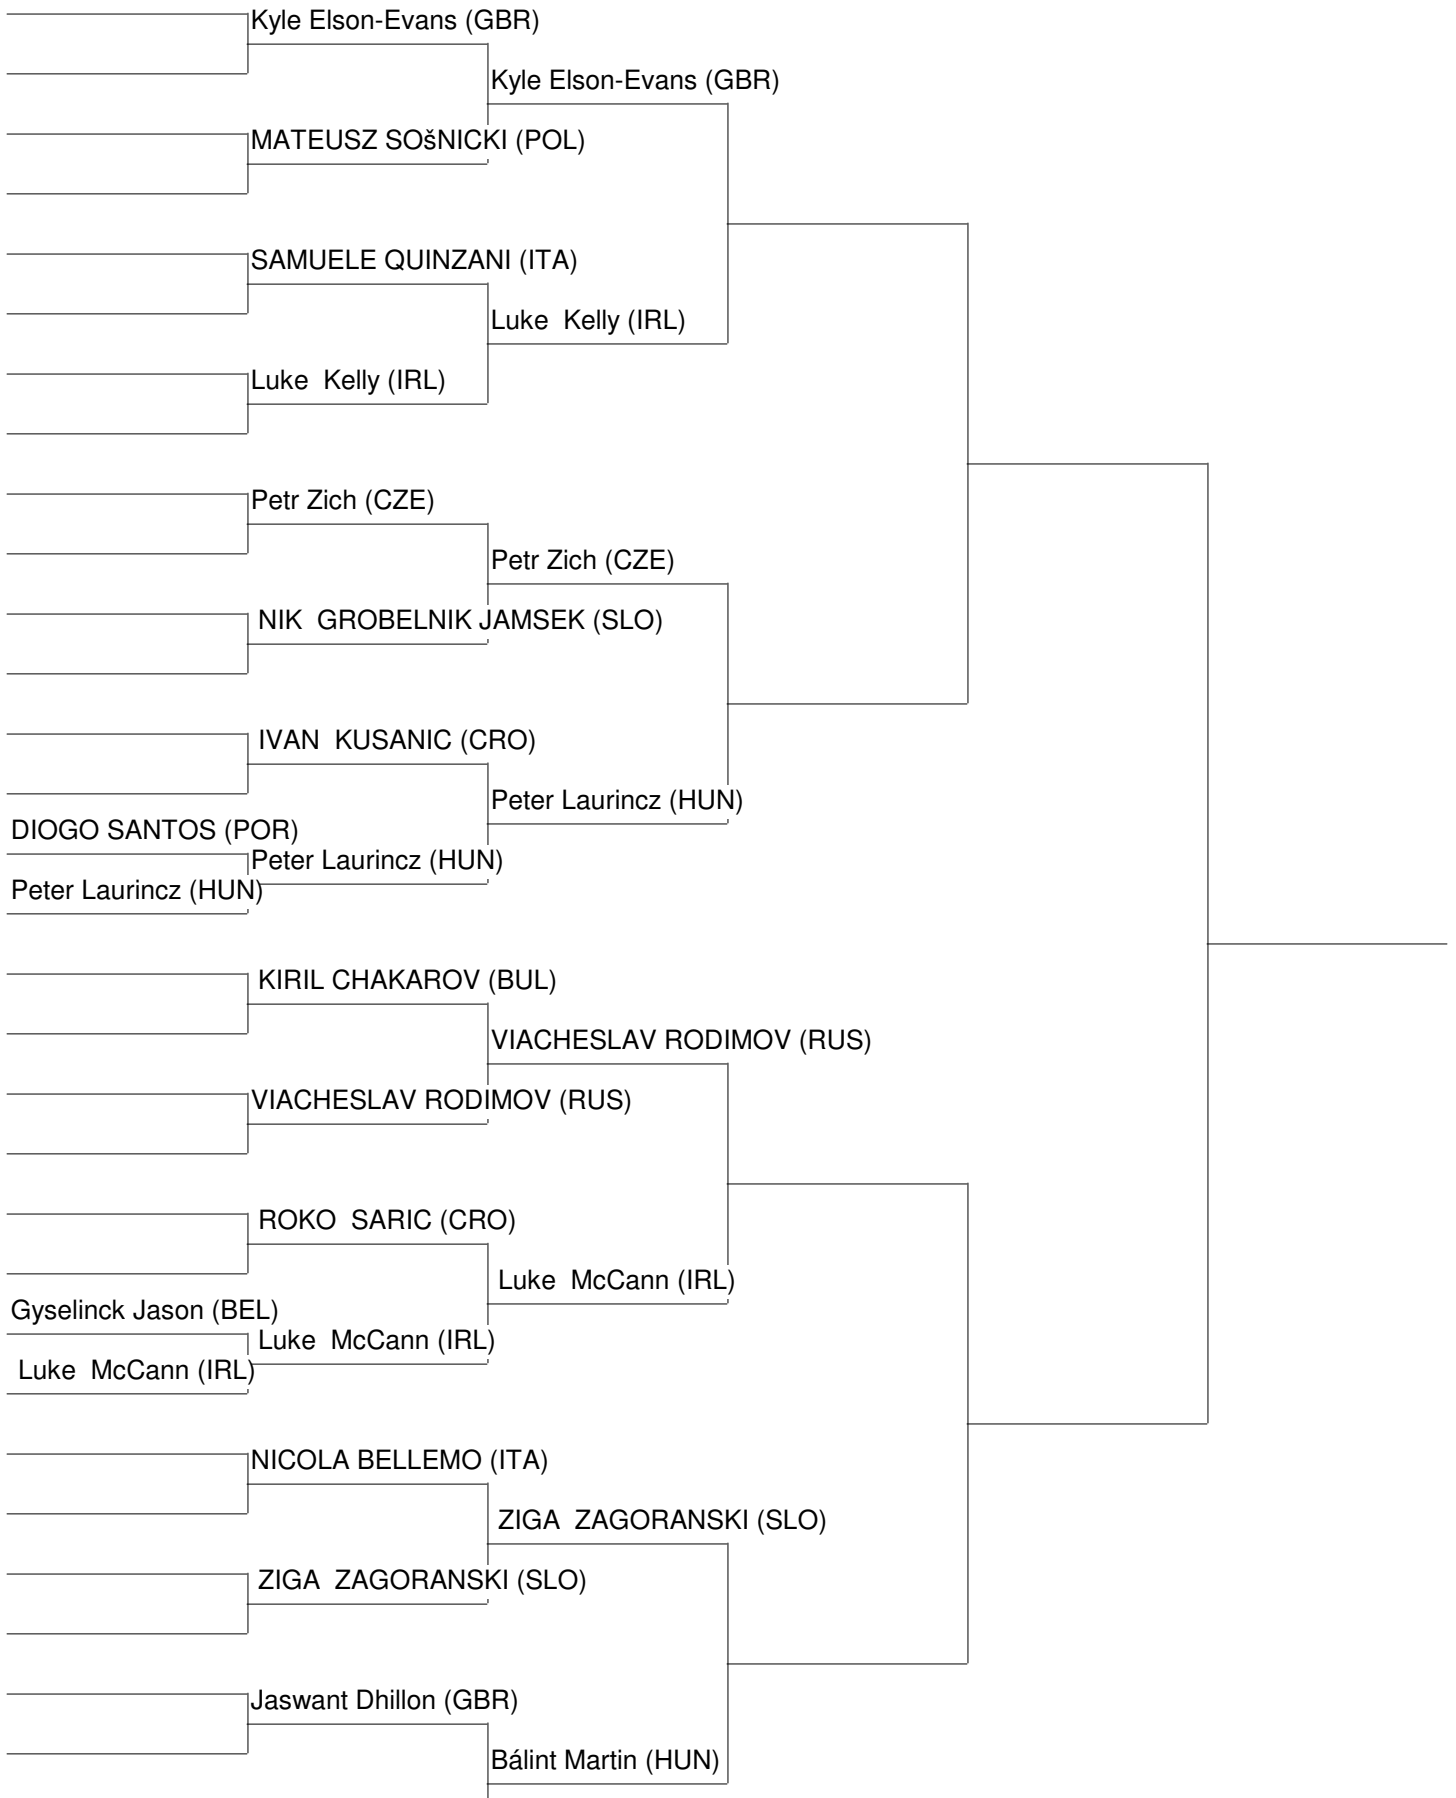 Kyle Elson-Evans (GBR)
Kyle Elson-Evans (GBR)
MATEUSZ SOšNICKI (POL)
SAMUELE QUINZANI (ITA)
Luke  Kelly (IRL)
Luke  Kelly (IRL)
Petr Zich (CZE)
Petr Zich (CZE)
NIK  GROBELNIK JAMSEK (SLO)
IVAN  KUSANIC (CRO)
Peter Laurincz (HUN)
DIOGO SANTOS (POR)
Peter Laurincz (HUN)
Peter Laurincz (HUN)
KIRIL CHAKAROV (BUL)
VIACHESLAV RODIMOV (RUS)
VIACHESLAV RODIMOV (RUS)
ROKO  SARIC (CRO)
Luke  McCann (IRL)
Gyselinck Jason (BEL)
Luke  McCann (IRL)
Luke  McCann (IRL)
NICOLA BELLEMO (ITA)
ZIGA  ZAGORANSKI (SLO)
ZIGA  ZAGORANSKI (SLO)
Jaswant Dhillon (GBR)
Bálint Martin (HUN)